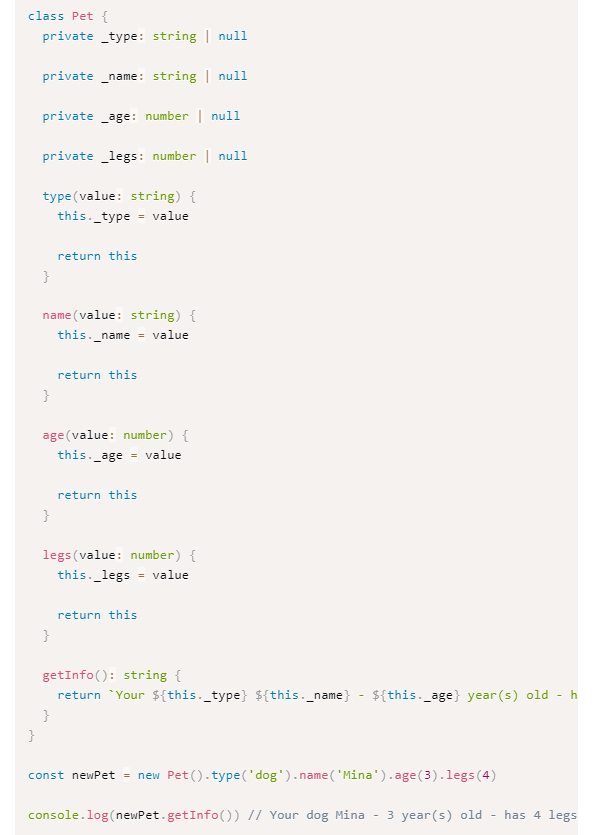 class Pet {
  private _type: string | null
  private _name: string | null
  private _age: number | null
  private _legs: number | null
  type(value: string) {
    this._type = value
    return this
  }
  name(value: string) {
    this._name = value
    return this
  }
  age(value: number) {
    this._age = value
    return this
  }
  legs(value: number) {
    this._legs = value
    return this
  }
  getInfo(): string {
    return `Your ${this._type} ${this._name} - ${this._age} year(s) old - h
  }
}
const newPet = new Pet().type('dog').name('Mina').age(3).legs(4)
console.log(newPet.getInfo()) // Your dog Mina - 3 year(s) old - has 4 legs